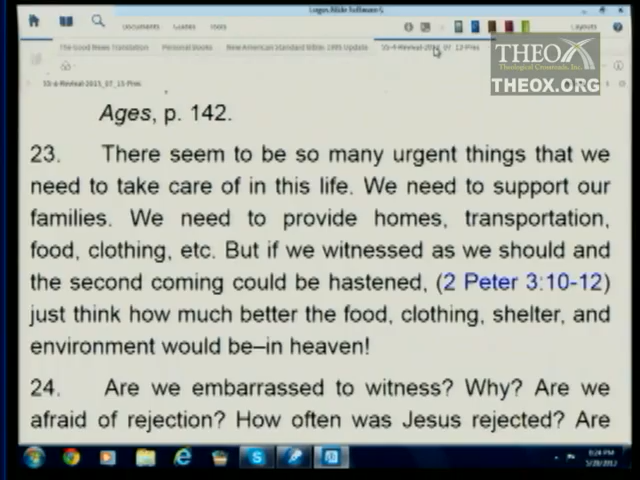 Logos Bible Software 5
Documents Guides Tools
Layouts
The Good News Translation Personal Books New American Standard Bible: 1995 Update
THEOX
Theological Crossroads, Inc.
THEOX.ORG
Ages, p. 142.
23. There seem to be so many urgent things that we
need to take care of in this life. We need to support our
families. We need to provide homes, transportation,
food, clothing, etc. But if we witnessed as we should and
the second coming could be hastened, (2 Peter 3:10-12)
just think how much better the food, clothing, shelter, and
environment would be–in heaven!
24. Are we embarrassed to witness? Why? Are we
afraid of rejection? How often was Jesus rejected? Are